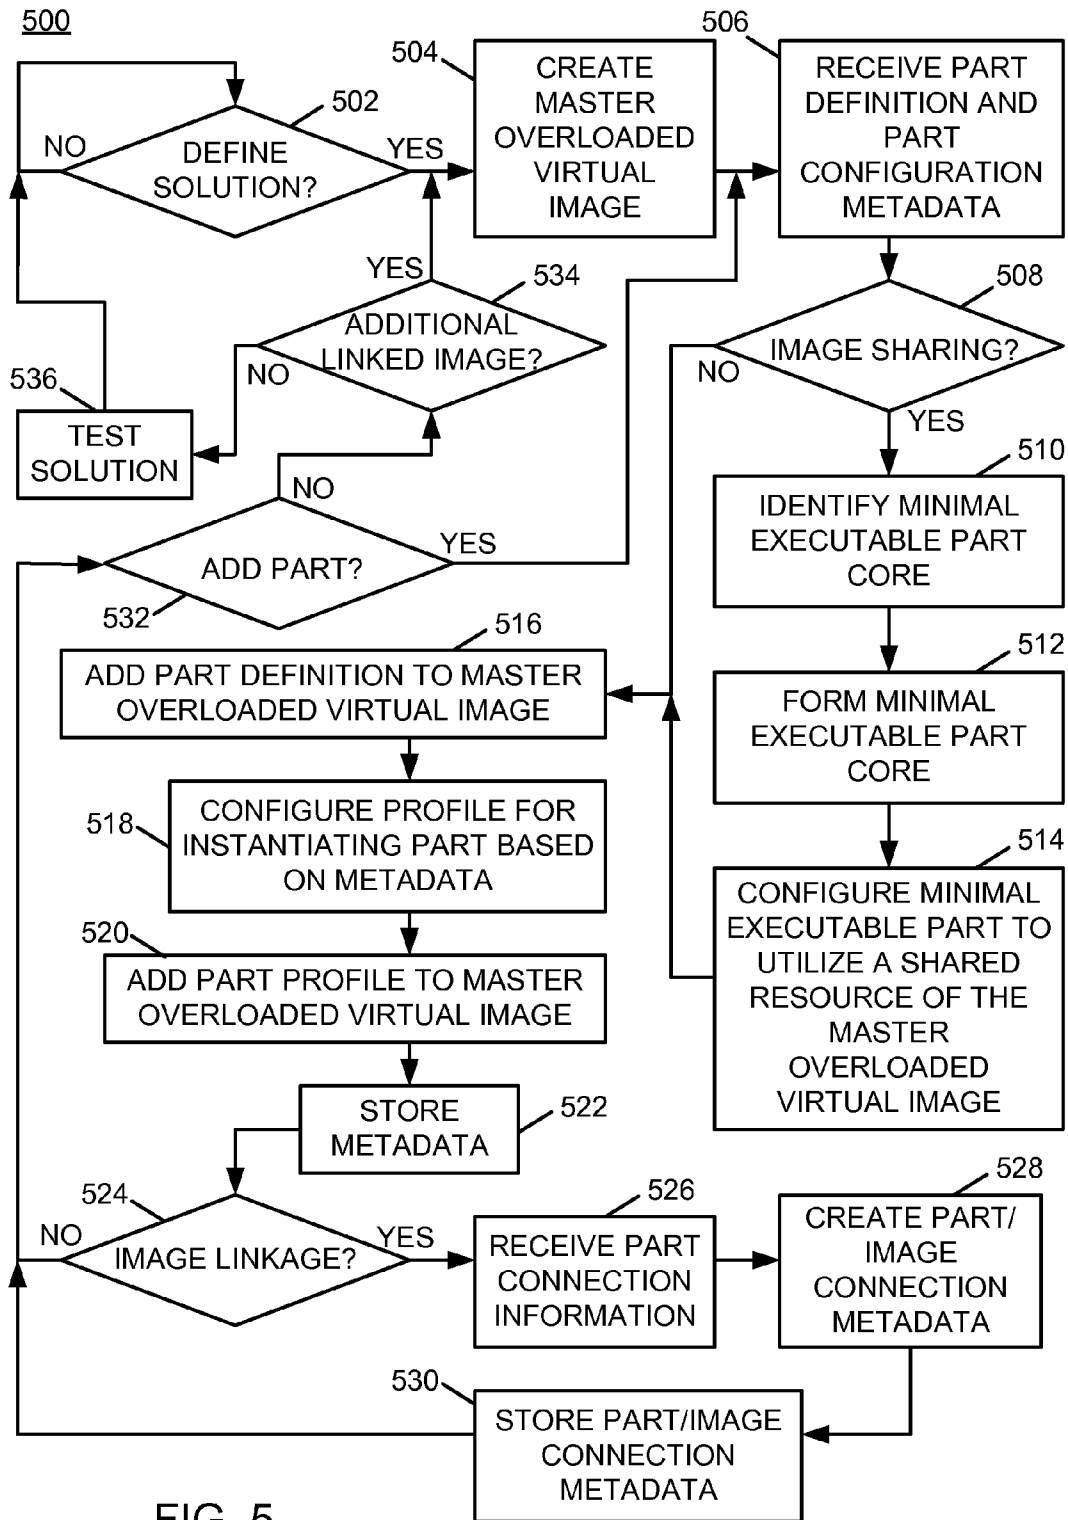 500
502
NO
DEFINE
SOLUTION?
YES
504
CREATE
MASTER
OVERLOADED
VIRTUAL
IMAGE
506
RECEIVE PART
DEFINITION AND
PART
CONFIGURATION
METADATA
508
IMAGE SHARING?
NO
YES
534
YES
ADDITIONAL
LINKED IMAGE?
NO
536
TEST
SOLUTION
NO
ADD PART?
YES
532
510
IDENTIFY MINIMAL
EXECUTABLE PART
CORE
512
FORM MINIMAL
EXECUTABLE PART
CORE
514
CONFIGURE MINIMAL
EXECUTABLE PART TO
UTILIZE A SHARED
RESOURCE OF THE
MASTER
OVERLOADED
VIRTUAL IMAGE
516
ADD PART DEFINITION TO MASTER
OVERLOADED VIRTUAL IMAGE
518
CONFIGURE PROFILE FOR
INSTANTIATING PART BASED
ON METADATA
520
ADD PART PROFILE TO MASTER
OVERLOADED VIRTUAL IMAGE
522
STORE
METADATA
524
NO
IMAGE LINKAGE?
YES
526
RECEIVE PART
CONNECTION
INFORMATION
528
CREATE PART/
IMAGE
CONNECTION
METADATA
530
STORE PART/IMAGE
CONNECTION
METADATA
FIG. 5